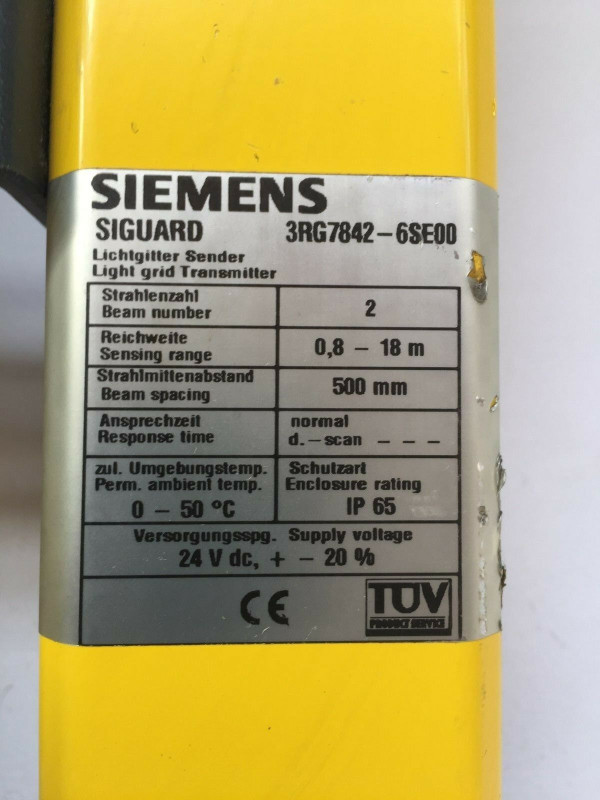 SIEMENS
SIGUARD 3RG7842-6SE00
Lichtgitter Sender
Light grid Transmitter
Strahlenzahl
Beam number
2
Reichweite
Sensing range
0,8 - 18 m
Strahlmittenabstand
Beam spacing
500 mm
Ansprechzeit
Response time
normal
d.-scan - - -
zul. Umgebungstemp.
Perm. ambient temp.
0 - 50 °C
Schutzart
Enclosure rating
IP 65
Versorgungsspg. Supply voltage
24 V dc, + - 20 %
CE
TÜV
PRODUCT SERVICE